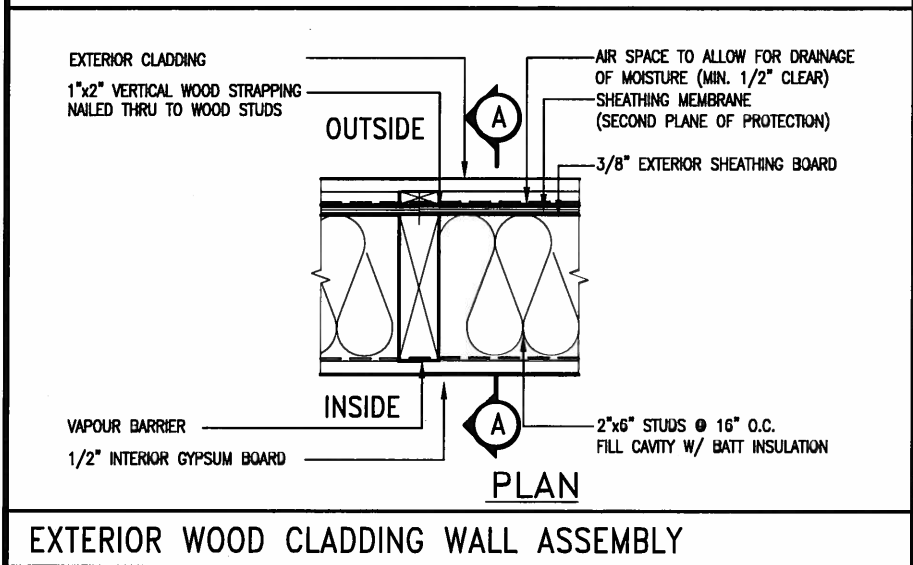 EXTERIOR CLADDING
1"x2" VERTICAL WOOD STRAPPING
NAILED THRU TO WOOD STUDS
AIR SPACE TO ALLOW FOR DRAINAGE
OF MOISTURE (MIN. 1/2" CLEAR)
SHEATHING MEMBRANE
(SECOND PLANE OF PROTECTION)
3/8" EXTERIOR SHEATHING BOARD
A
OUTSIDE
INSIDE
A
VAPOUR BARRIER
1/2" INTERIOR GYPSUM BOARD
2"x6" STUDS @ 16" O.C.
FILL CAVITY W/ BATT INSULATION
PLAN
EXTERIOR WOOD CLADDING WALL ASSEMBLY